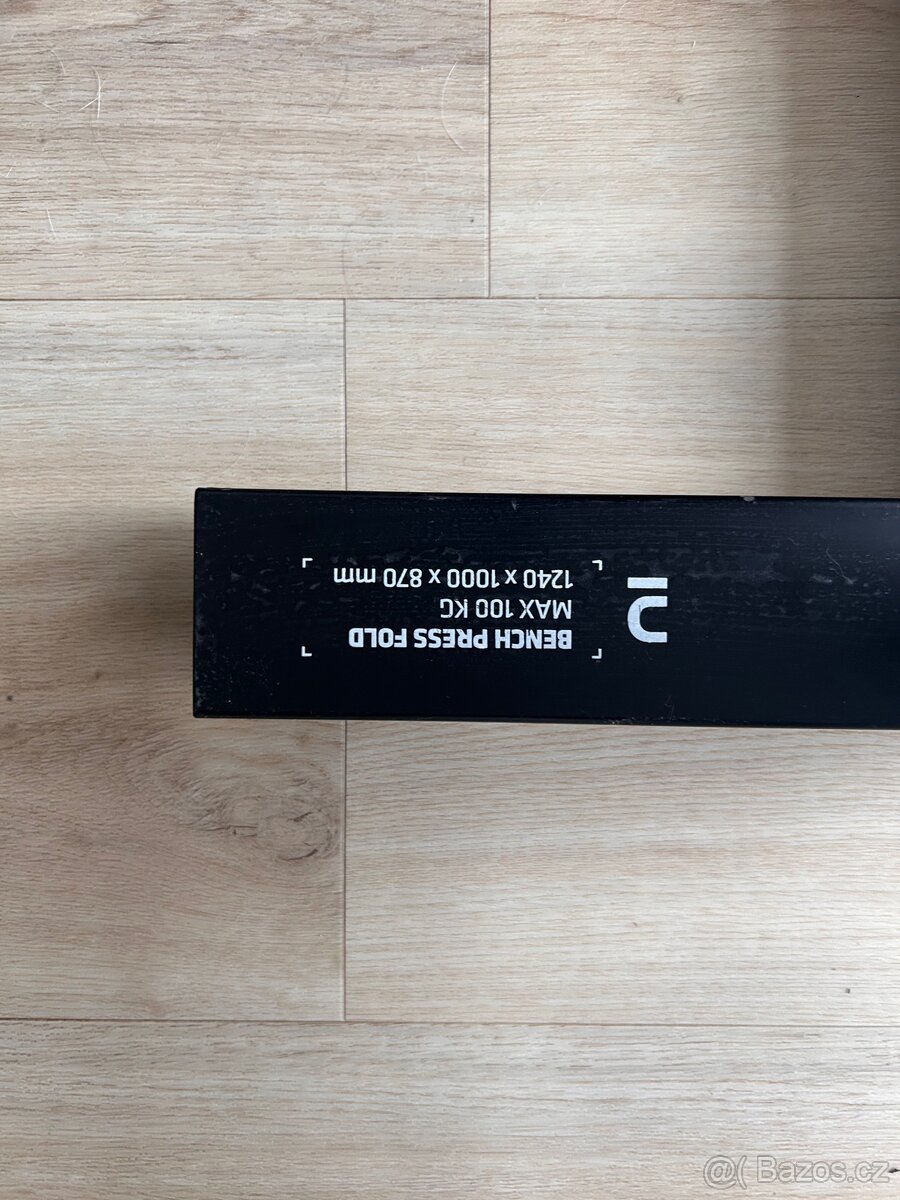 BENCH PRESS FOLD
MAX 100 KG
1240 x 1000 x 870 mm
@( Bazos.cz